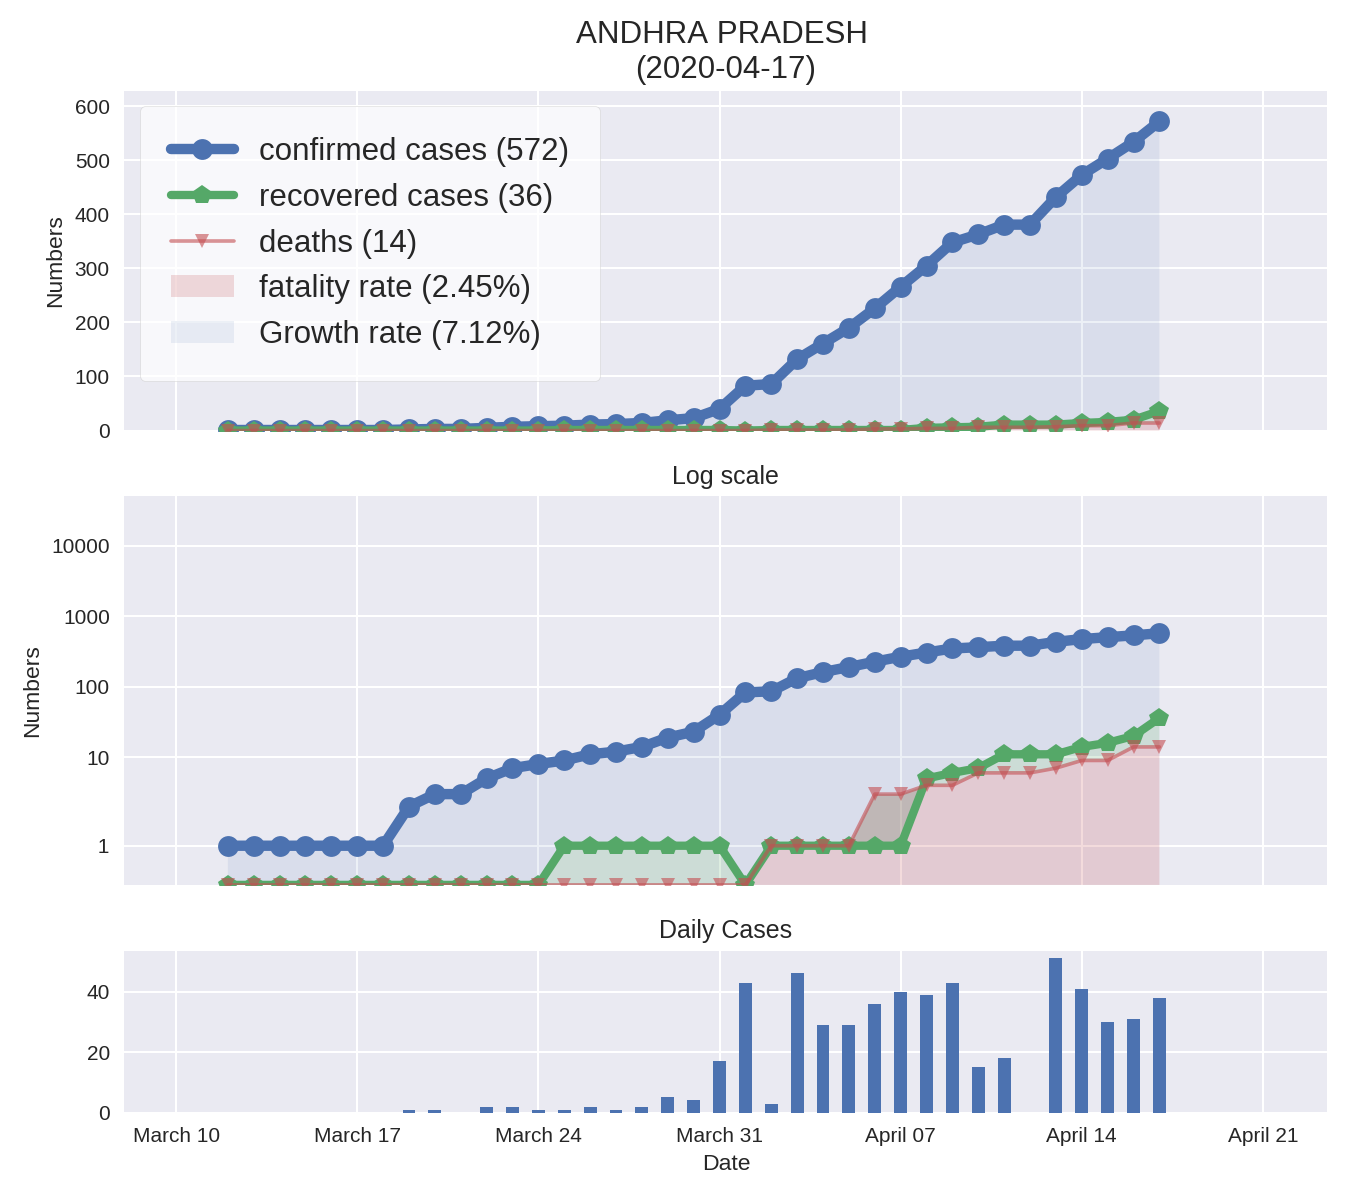 ANDHRA PRADESH
(2020-04-17)
600
500
400
300
200
100
0
Numbers
confirmed cases (572)
recovered cases (36)
deaths (14)
fatality rate (2.45%)
Growth rate (7.12%)
Log scale
10000
1000
100
10
1
Numbers
Daily Cases
40
20
0
March 10 March 17 March 24 March 31 April 07 April 14 April 21
Date